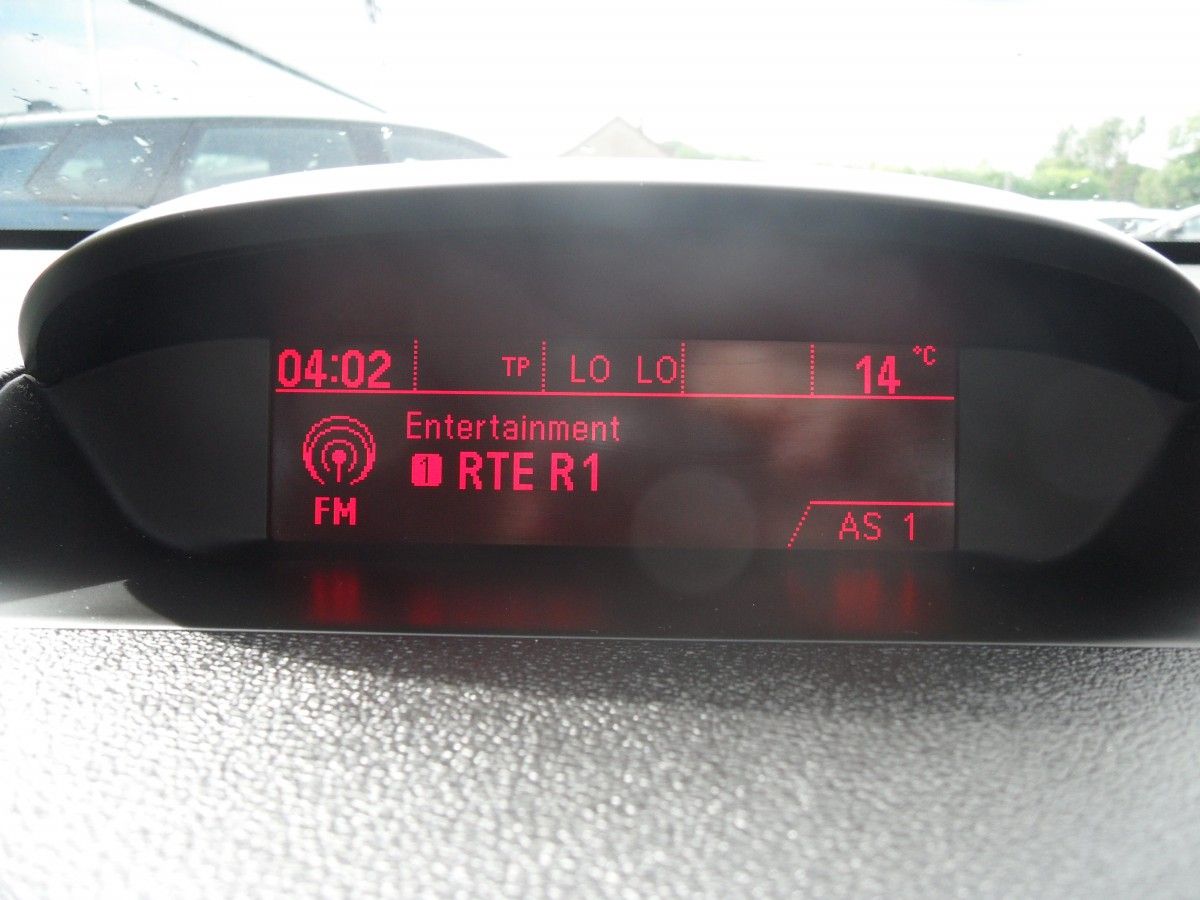 04:02 TP LO LO 14 °C
Entertainment
1 RTE R1
FM
AS 1